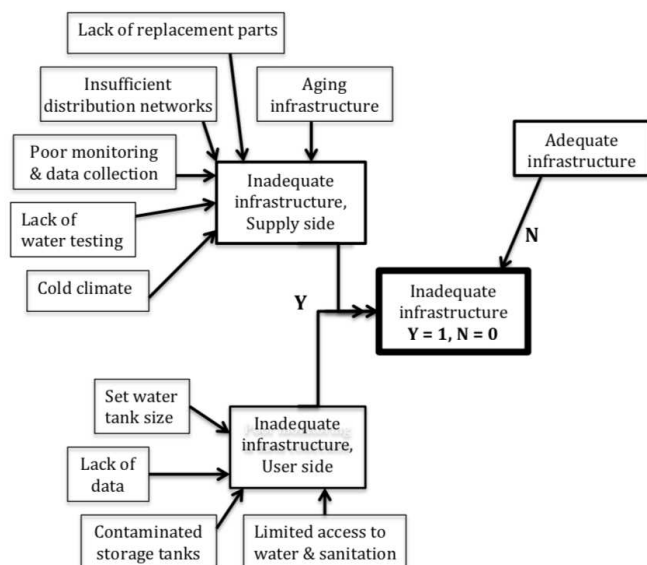 Lack of replacement parts
Insufficient
distribution networks
Aging
infrastructure
Poor monitoring
& data collection
Inadequate
infrastructure,
Supply side
Adequate
infrastructure
Lack of
water testing
Cold climate
N
Y
Inadequate
infrastructure
Y = 1, N = 0
Set water
tank size
Inadequate
infrastructure,
User side
Lack of
data
Contaminated
storage tanks
Limited access to
water & sanitation